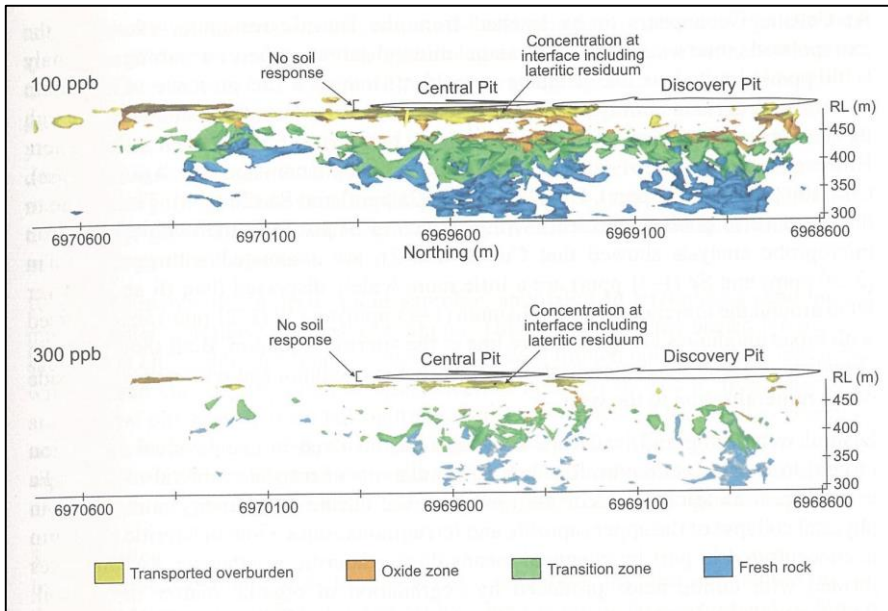 No soil
response
Concentration at
interface including
lateritic residuum
100 ppb
Central Pit
Discovery Pit
RL (m)
450
400
350
300
6970600
6970100
6969600
6969100
6968600
Northing (m)
No soil
response
Concentration at
interface including
lateritic residuum
300 ppb
Central Pit
Discovery Pit
RL (m)
450
400
350
300
6970600
6970100
6969600
6969100
6968600
Transported overburden
Oxide zone
Transition zone
Fresh rock